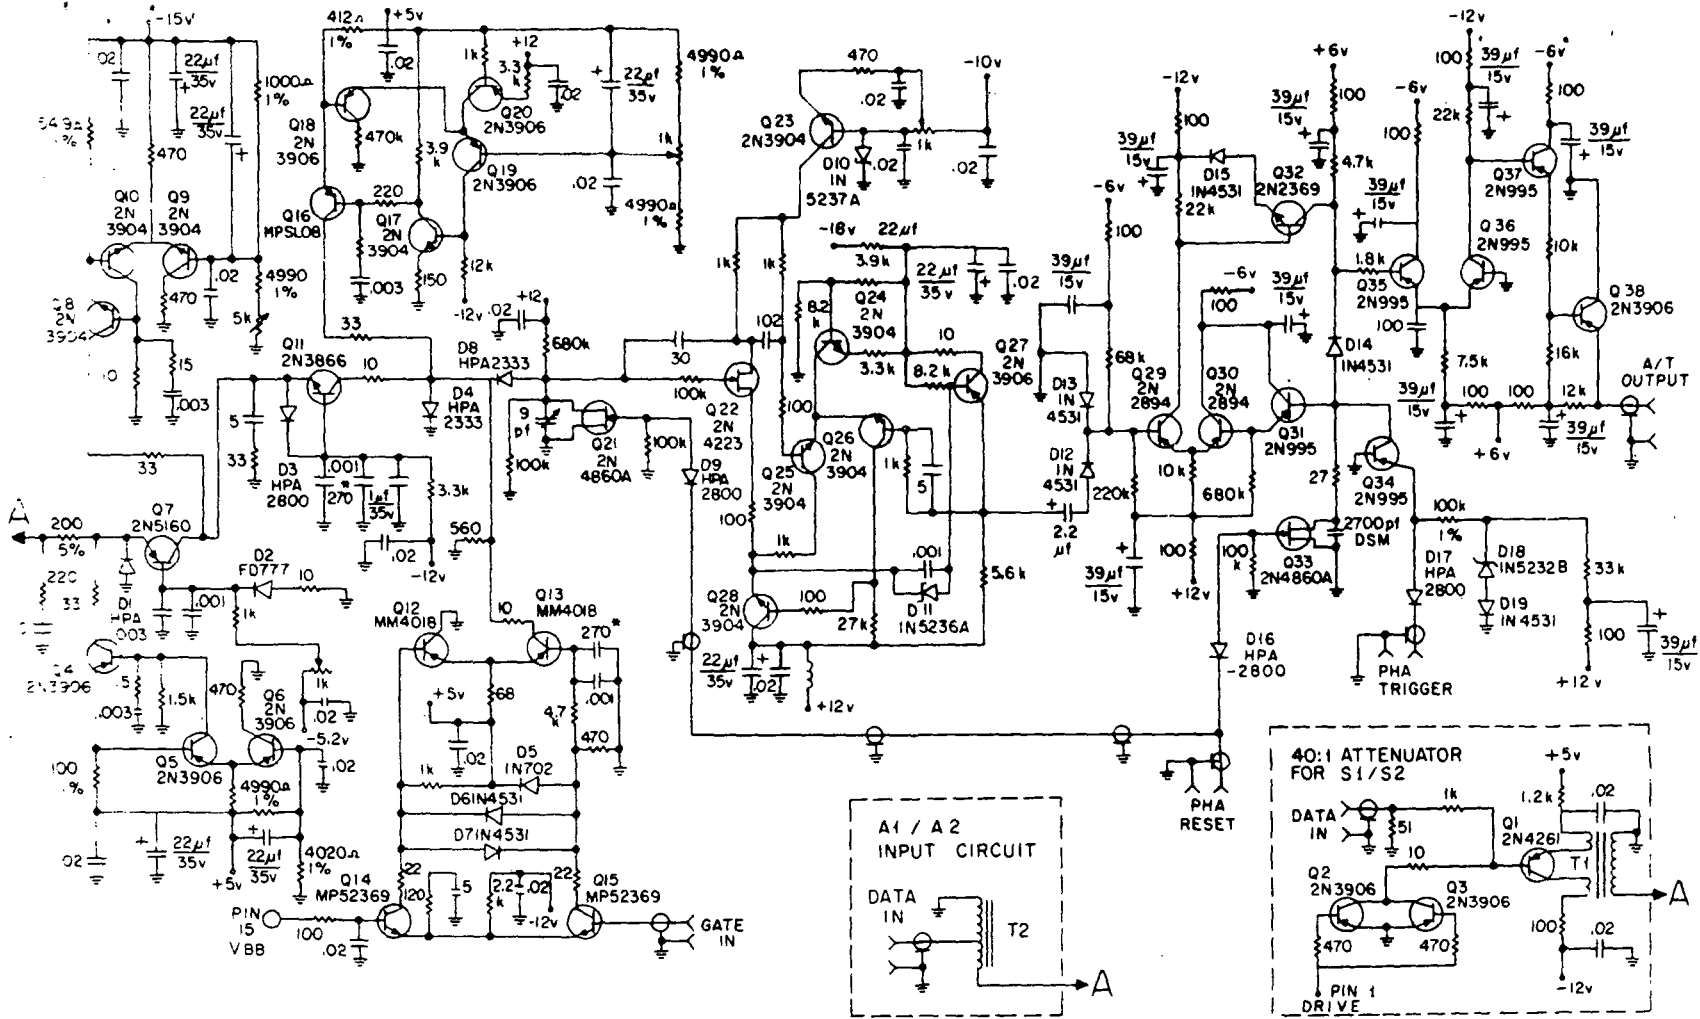 -15v
.02
22µf
35v
22µf
35v
1000Ω
1%
549Ω
1%
470
Q10
2N
3904
Q9
2N
3904
Q8
2N
3904
470
.02
4990
1%
5k
15
.003
412Ω
1%
+5v
.02
1k
+12
3.3
k
.02
Q20
2N3906
Q18
2N
3906
470k
3.9
k
Q19
2N3906
22µf
35v
4990Ω
1%
1k
.02
4990Ω
1%
Q16
MPSL08
220
Q17
2N
3904
.003
150
12k
-12v
33
Q11
2N3866
10
D8
HPA2333
.02
+12
680k
D4
HPA
2333
9
pf
100k
Q21
2N
4860A
100k
D9
HPA
2800
5
33
D3
HPA
2800
.001
270*
1µf
35v
3.3k
.02
-12v
560
33
A
200
5%
Q7
2N5160
220
33
D1
HPA
.003
.001
D2
FD777
10
1k
1k
.02
-5.2v
Q4
2N3906
5
.003
1.5k
470
Q6
2N
3906
Q5
2N3906
.02
100
1%
4990Ω
1%
22µf
35v
22µf
35v
+5v
4020Ω
1%
.02
Q12
MM4018
10
Q13
MM4018
270*
.001
68
+5v
.02
4.7
k
470
1k
D5
1N702
D6 1N4531
D7 1N4531
22
22
Q14
MP52369
120
5
2.2
k
.02
-12v
Q15
MP52369
PIN
15
VBB
100
.02
GATE
IN
470
.02
-10v
Q23
2N3904
D10
1N
5237A
.02
1k
.02
1k
1k
-18v
22µf
3.9k
22µf
35v
.02
8.2
k
Q24
2N
3904
3.3k
10
Q27
2N
3906
8.2k
30
.02
100k
Q22
2N
4223
100
Q25
2N
3904
Q26
2N
3904
1k
5
100
1k
.001
D11
1N5236A
5.6k
Q28
2N
3904
100
27k
22µf
35v
.02
+12v
-6v
100
39µf
15v
68k
D13
1N
4531
D12
1N
4531
2.2
µf
-12v
100
39µf
15v
D15
1N4531
Q32
2N2369
22k
Q29
2N
2894
Q30
2N
2894
-6v
100
39µf
15v
10k
220k
680k
39µf
15v
100
+12v
Q31
2N995
+6v
100
39µf
15v
4.7k
D14
1N4531
27
2700pf
DSM
100
k
Q33
2N4860A
Q34
2N995
D16
HPA
-2800
PHA
RESET
-6v
100
39µf
15v
1.8k
Q35
2N995
100
-12v
100
39µf
15v
22k
Q36
2N995
-6v
100
39µf
15v
Q37
2N995
10k
Q38
2N3906
16k
7.5k
39µf
15v
100
100
12k
39µf
15v
+6v
A/T
OUTPUT
100k
1%
D17
HPA
2800
D18
1N5232B
D19
1N4531
33k
100
39µf
15v
+12v
PHA
TRIGGER
A1 / A2
INPUT CIRCUIT
DATA
IN
T2
A
40:1 ATTENUATOR
FOR S1/S2
DATA
IN
51
1k
10
Q1
2N4261
+5v
1.2k
.02
T1
A
100
.02
-12v
Q2
2N3906
Q3
2N3906
470
470
PIN 1
DRIVE